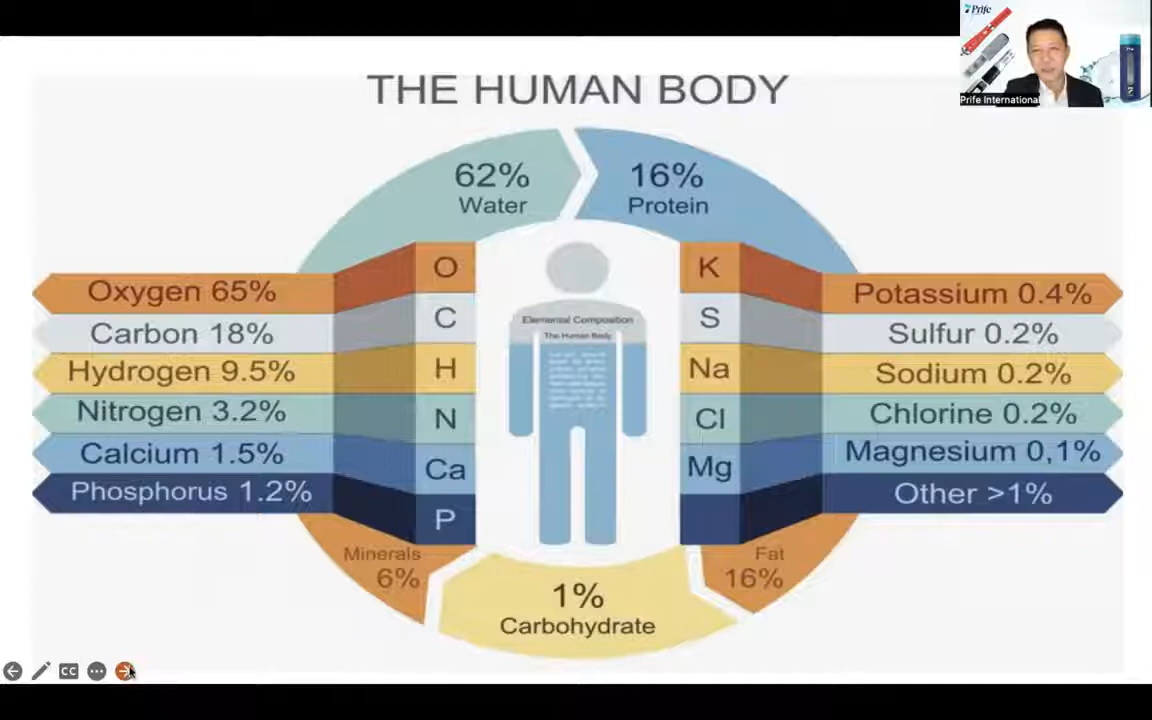 Prife
Prife International
THE HUMAN BODY
62%
Water
16%
Protein
Oxygen 65%
Carbon 18%
Hydrogen 9.5%
Nitrogen 3.2%
Calcium 1.5%
Phosphorus 1.2%
O
C
H
N
Ca
P
Elemental Composition
The Human Body
K
S
Na
Cl
Mg
Potassium 0.4%
Sulfur 0.2%
Sodium 0.2%
Chlorine 0.2%
Magnesium 0,1%
Other >1%
Minerals
6%
1%
Carbohydrate
Fat
16%
CC